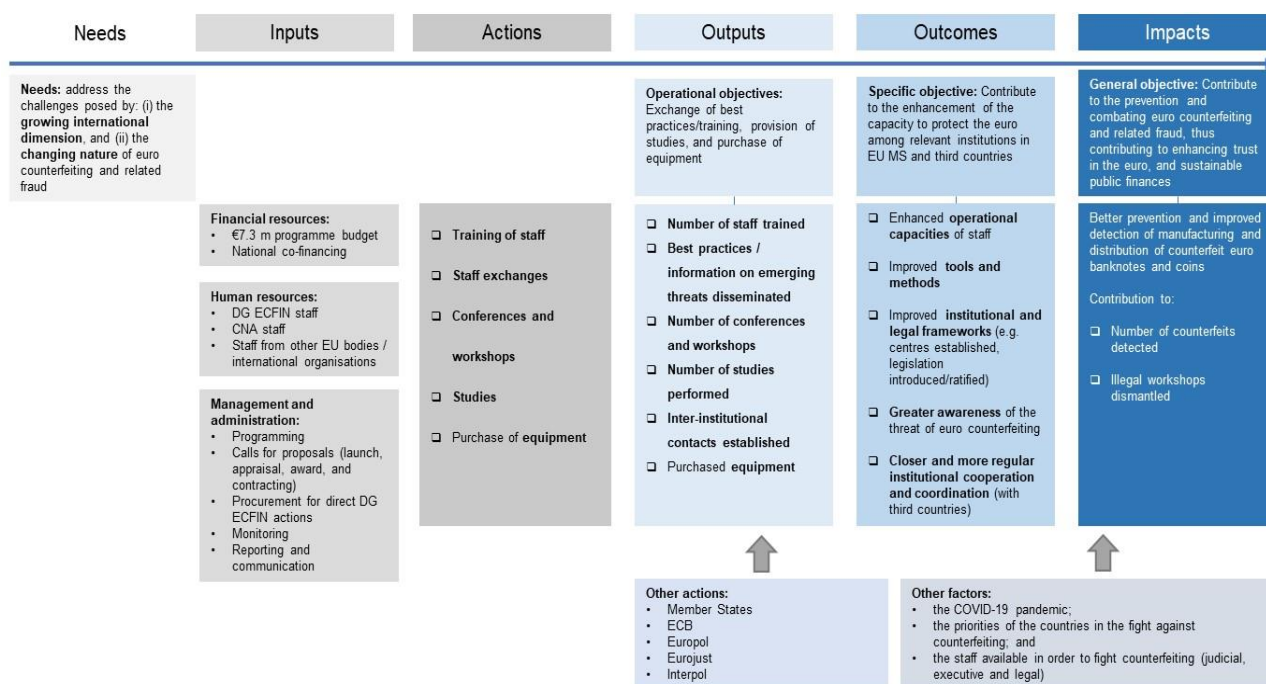 Needs
Inputs
Actions
Outputs
Outcomes
Impacts
Needs: address the
challenges posed by: (i) the
growing international
dimension, and (ii) the
changing nature of euro
counterfeiting and related
fraud
Operational objectives:
Exchange of best
practices/training, provision of
studies, and purchase of
equipment
Specific objective: Contribute
to the enhancement of the
capacity to protect the euro
among relevant institutions in
EU MS and third countries
General objective: Contribute
to the prevention and
combating euro counterfeiting
and related fraud, thus
contributing to enhancing trust
in the euro, and sustainable
public finances
Financial resources:
• €7.3 m programme budget
• National co-financing
Human resources:
• DG ECFIN staff
• CNA staff
• Staff from other EU bodies /
international organisations
Management and
administration:
• Programming
• Calls for proposals (launch,
appraisal, award, and
contracting)
• Procurement for direct DG
ECFIN actions
• Monitoring
• Reporting and
communication
❑ Training of staff
❑ Staff exchanges
❑ Conferences and
workshops
❑ Studies
❑ Purchase of equipment
❑ Number of staff trained
❑ Best practices /
information on emerging
threats disseminated
❑ Number of conferences
and workshops
❑ Number of studies
performed
❑ Inter-institutional
contacts established
❑ Purchased equipment
❑ Enhanced operational
capacities of staff
❑ Improved tools and
methods
❑ Improved institutional and
legal frameworks (e.g.
centres established,
legislation
introduced/ratified)
❑ Greater awareness of the
threat of euro counterfeiting
❑ Closer and more regular
institutional cooperation
and coordination (with
third countries)
Better prevention and improved
detection of manufacturing and
distribution of counterfeit euro
banknotes and coins
Contribution to:
❑ Number of counterfeits
detected
❑ Illegal workshops
dismantled
Other actions:
• Member States
• ECB
• Europol
• Eurojust
• Interpol
Other factors:
• the COVID-19 pandemic;
• the priorities of the countries in the fight against
counterfeiting; and
• the staff available in order to fight counterfeiting (judicial,
executive and legal)